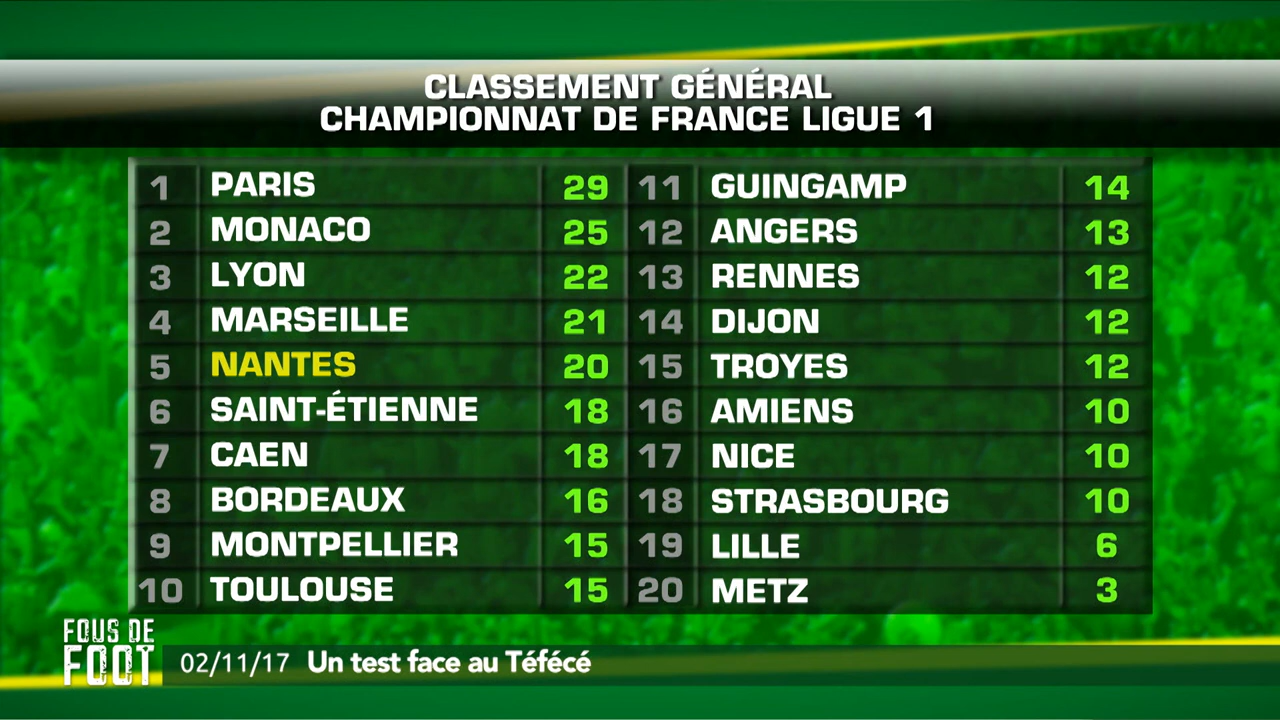 CLASSEMENT GÉNÉRAL
CHAMPIONNAT DE FRANCE LIGUE 1
1 PARIS 29
2 MONACO 25
3 LYON 22
4 MARSEILLE 21
5 NANTES 20
6 SAINT-ÉTIENNE 18
7 CAEN 18
8 BORDEAUX 16
9 MONTPELLIER 15
10 TOULOUSE 15
11 GUINGAMP 14
12 ANGERS 13
13 RENNES 12
14 DIJON 12
15 TROYES 12
16 AMIENS 10
17 NICE 10
18 STRASBOURG 10
19 LILLE 6
20 METZ 3
FOUS DE
FOOT
02/11/17 Un test face au Téfécé